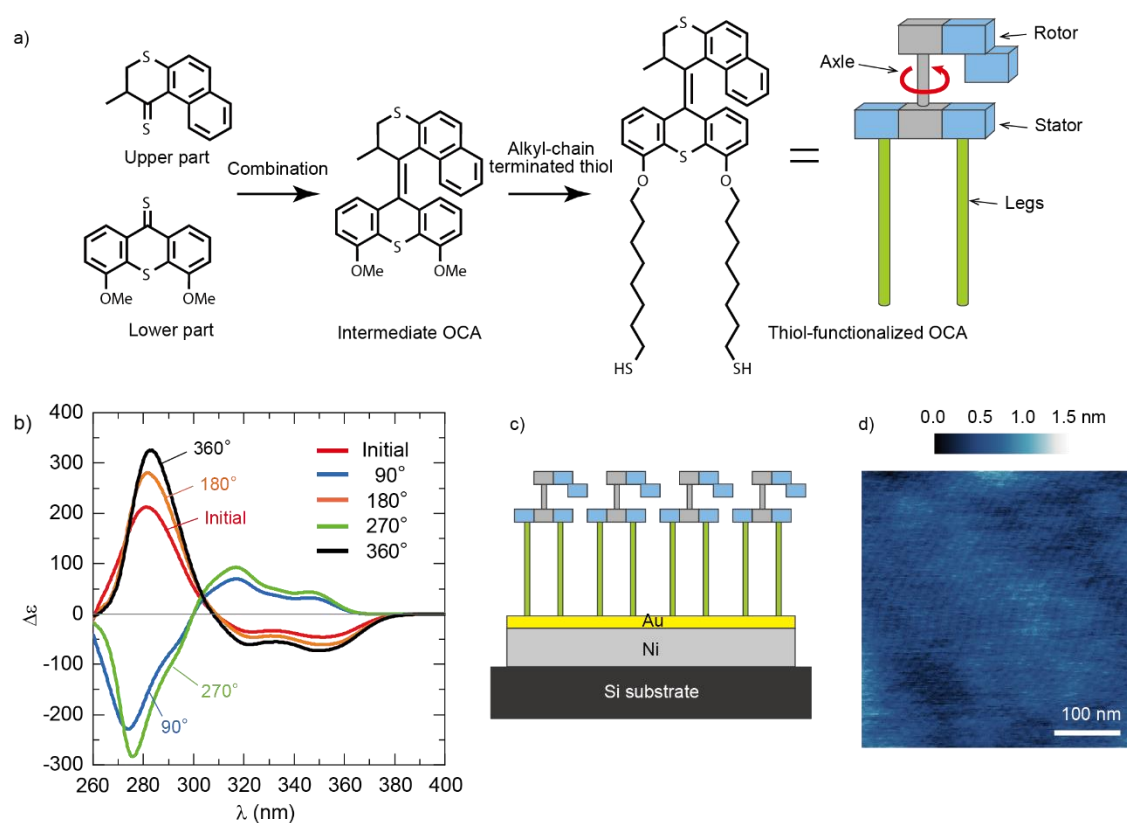 a)
S
S
Upper part
S
S
OMe
OMe
Lower part
Combination
S
S
OMe
OMe
Intermediate OCA
Alkyl-chain
terminated thiol
S
S
O
O
HS
SH
=
Thiol-functionalized OCA
Rotor
Axle
Stator
Legs
b)
400
300
200
100
0
-100
-200
-300
Δε
260
280
300
320
340
360
380
400
λ (nm)
360°
180°
Initial
270°
90°
Initial
90°
180°
270°
360°
c)
Au
Ni
Si substrate
d)
0.0 0.5 1.0 1.5 nm
100 nm